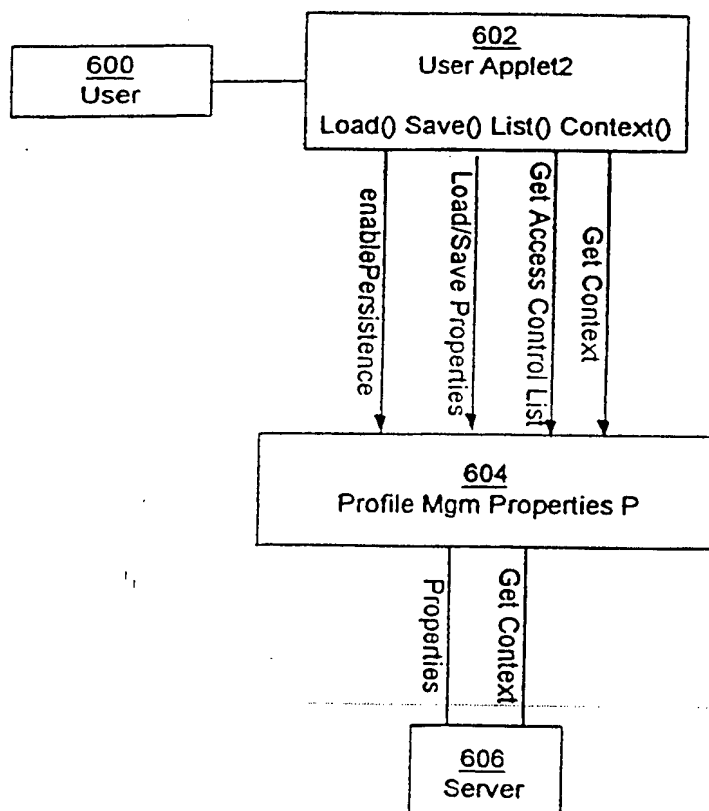 602
User Applet2
Load() Save() List() Context()
600
User
enablePersistence
Load/Save Properties
Get Access Control List
Get Context
604
Profile Mgm Properties P
Properties
Get Context
606
Server